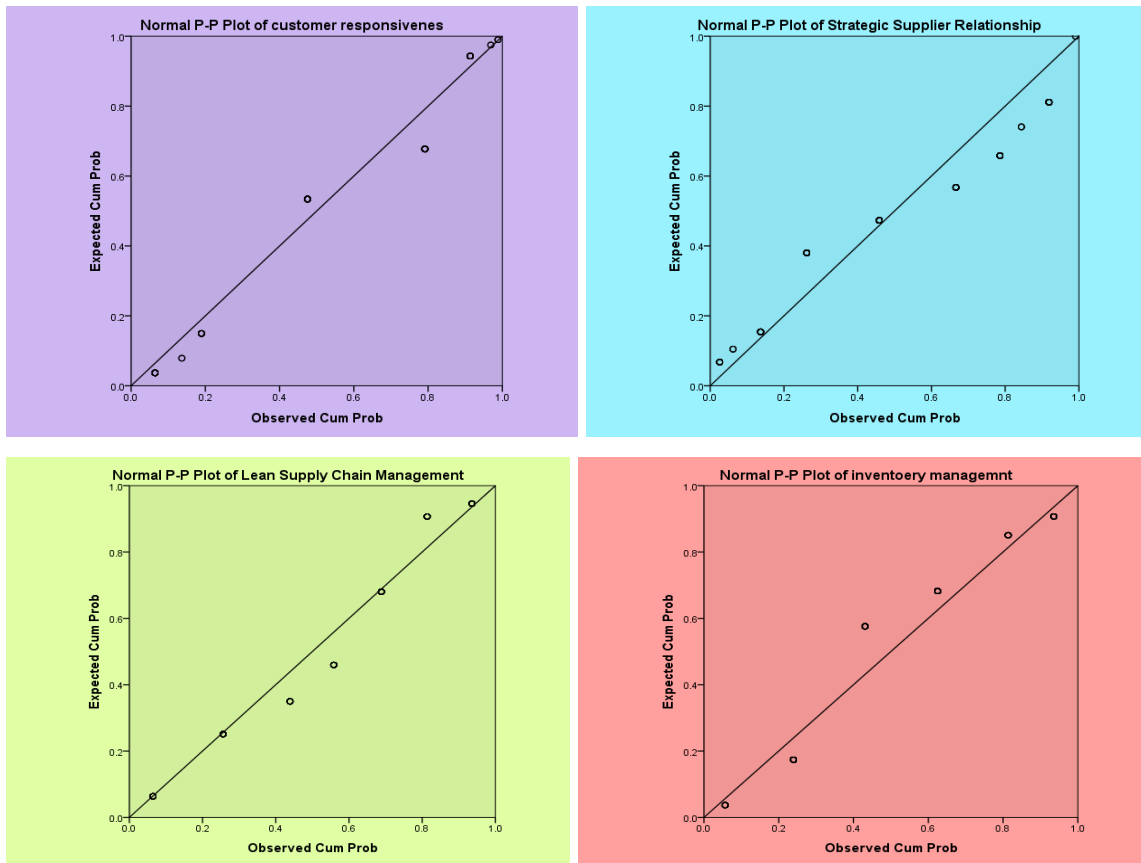 Normal P-P Plot of customer responsivenes
1.0
0.8
0.6
0.4
0.2
0.0
Expected Cum Prob
0.0 0.2 0.4 0.6 0.8 1.0
Observed Cum Prob
Normal P-P Plot of Strategic Supplier Relationship
1.0
0.8
0.6
0.4
0.2
0.0
Expected Cum Prob
0.0 0.2 0.4 0.6 0.8 1.0
Observed Cum Prob
Normal P-P Plot of Lean Supply Chain Management
1.0
0.8
0.6
0.4
0.2
0.0
Expected Cum Prob
0.0 0.2 0.4 0.6 0.8 1.0
Observed Cum Prob
Normal P-P Plot of inventoery managemnt
1.0
0.8
0.6
0.4
0.2
0.0
Expected Cum Prob
0.0 0.2 0.4 0.6 0.8 1.0
Observed Cum Prob